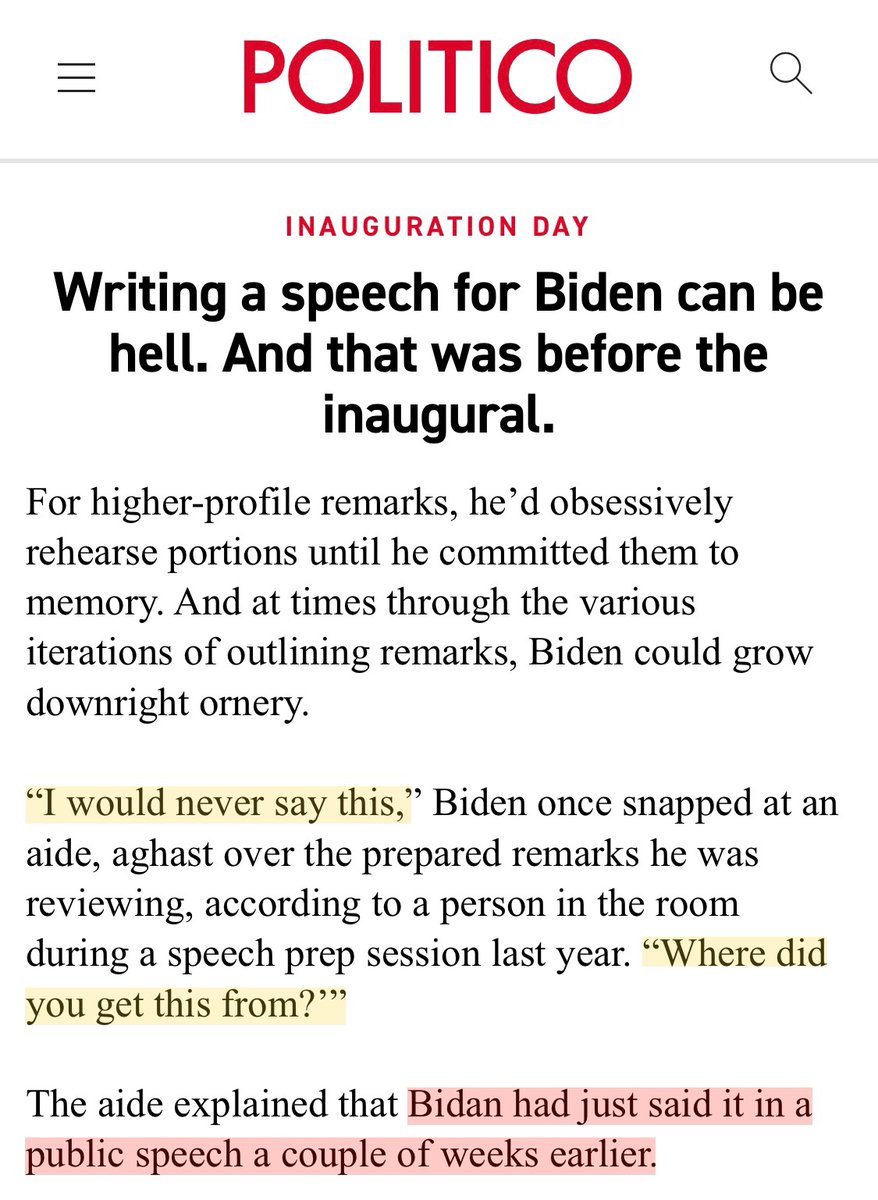 POLITICO
INAUGURATION DAY
Writing a speech for Biden can be
hell. And that was before the
inaugural.
For higher-profile remarks, he’d obsessively
rehearse portions until he committed them to
memory. And at times through the various
iterations of outlining remarks, Biden could grow
downright ornery.
“I would never say this,” Biden once snapped at an
aide, aghast over the prepared remarks he was
reviewing, according to a person in the room
during a speech prep session last year. “Where did
you get this from?’”
The aide explained that Bidan had just said it in a
public speech a couple of weeks earlier.